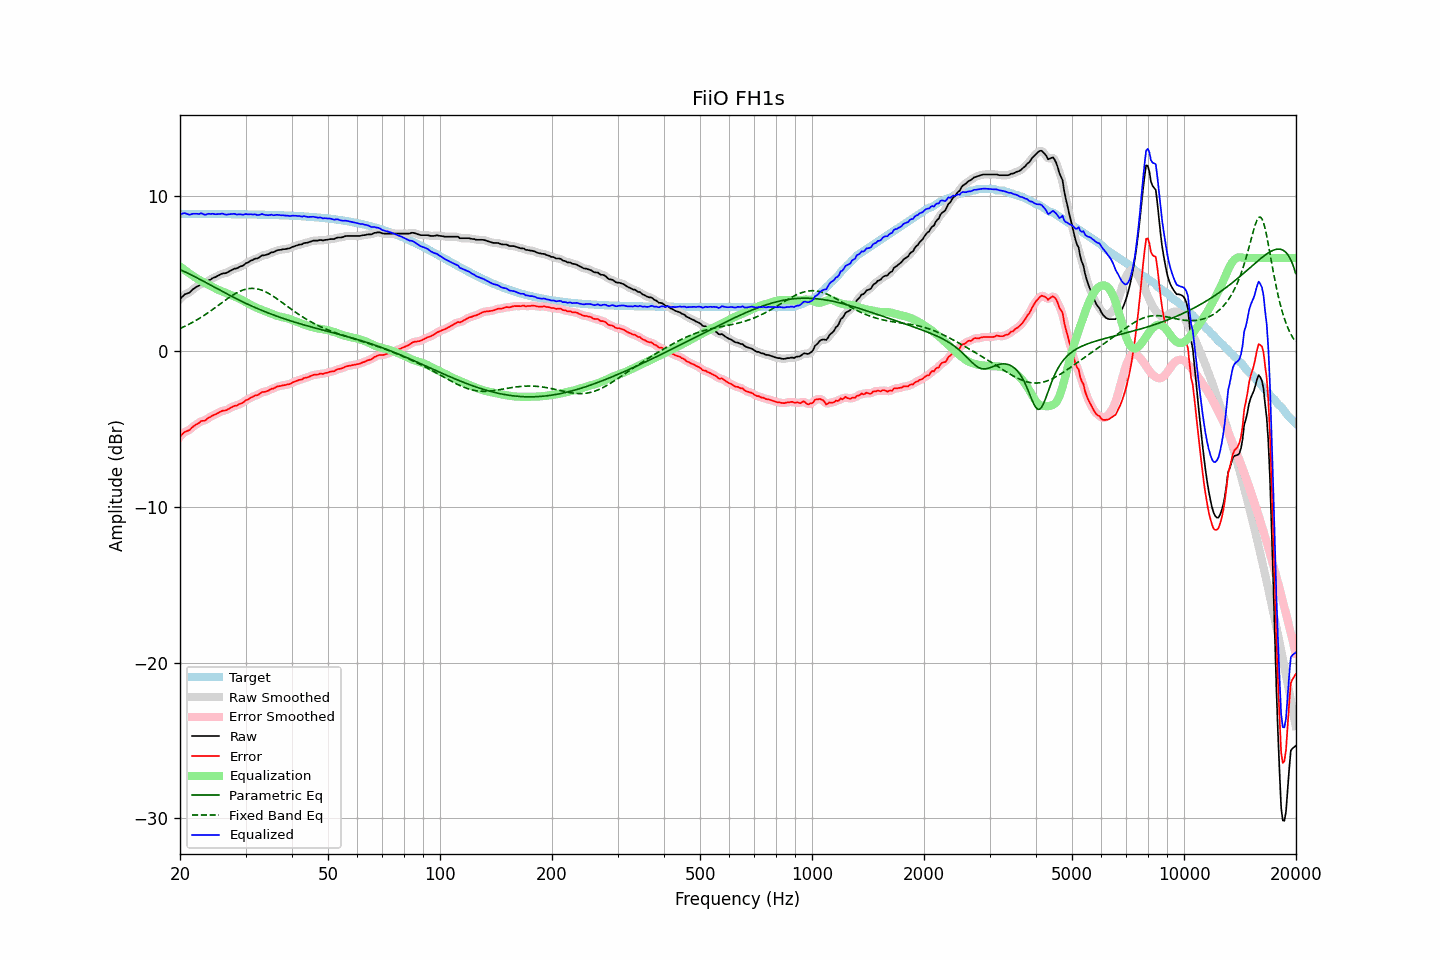 FiiO FH1s
Amplitude (dBr)
10
0
−10
−20
−30
Target
Raw Smoothed
Error Smoothed
Raw
Error
Equalization
Parametric Eq
Fixed Band Eq
Equalized
20
50
100
200
500
1000
2000
5000
10000
20000
Frequency (Hz)